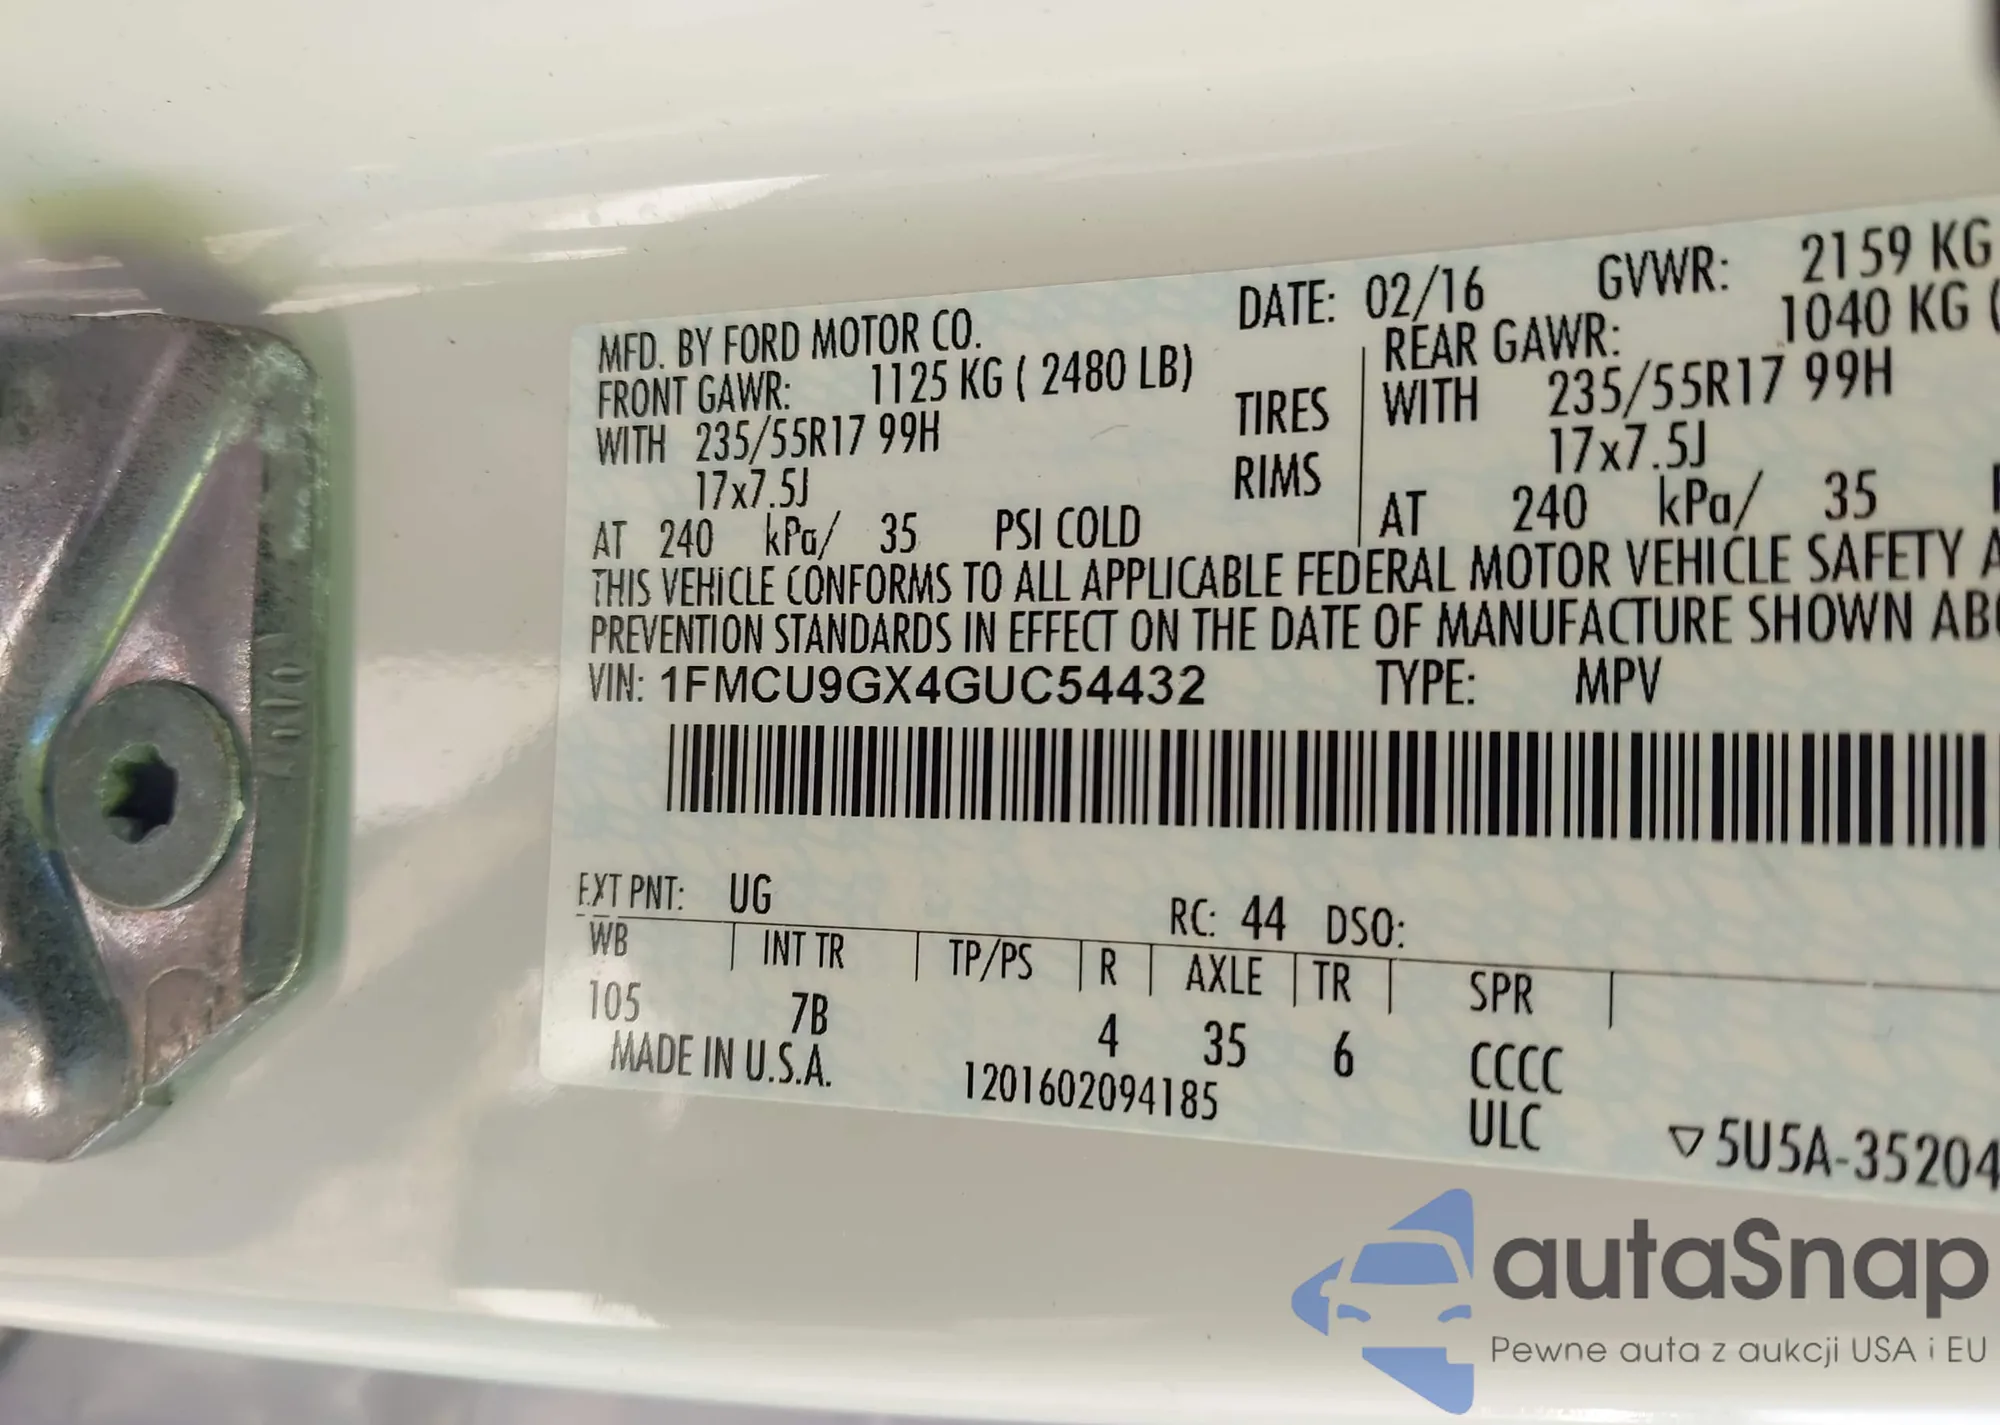 MFD. BY FORD MOTOR CO. DATE: 02/16 GVWR: 2159 KG
FRONT GAWR: 1125 KG ( 2480 LB) REAR GAWR: 1040 KG (
WITH 235/55R17 99H TIRES WITH 235/55R17 99H
17x7.5J RIMS 17x7.5J
AT 240 kPa/ 35 PSI COLD AT 240 kPa/ 35
THIS VEHICLE CONFORMS TO ALL APPLICABLE FEDERAL MOTOR VEHICLE SAFETY A
PREVENTION STANDARDS IN EFFECT ON THE DATE OF MANUFACTURE SHOWN AB
VIN: 1FMCU9GX4GUC54432 TYPE: MPV
EXT PNT: UG RC: 44 DSO:
WB INT TR TP/PS R AXLE TR SPR
105 7B 4 35 6 CCCC
MADE IN U.S.A. 1201602094185 ULC
▽5U5A-35204
autaSnap
Pewne auta z aukcji USA i EU